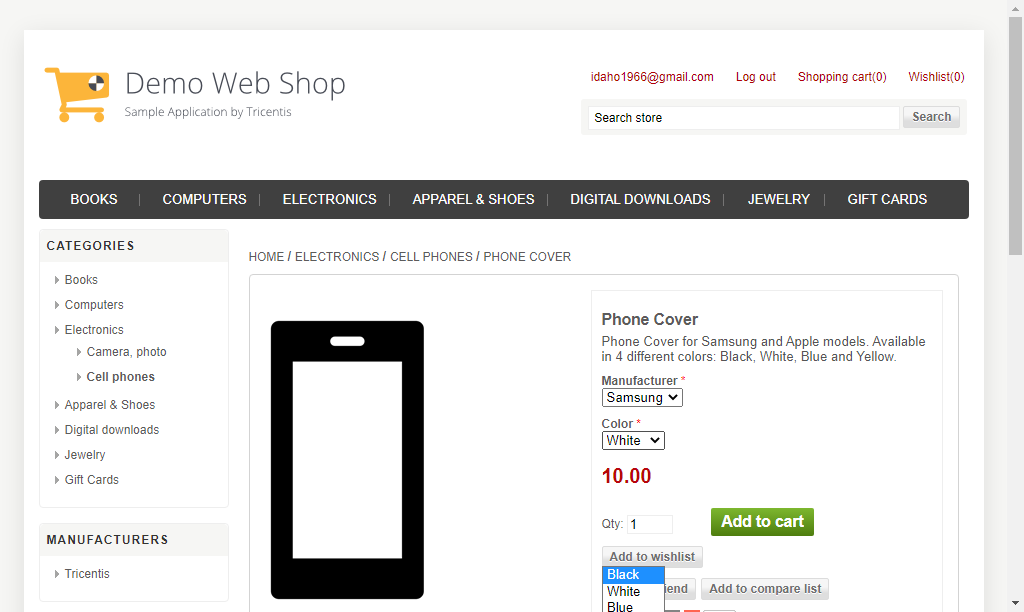 Demo Web Shop
Sample Application by Tricentis
idaho1966@gmail.com Log out Shopping cart(0) Wishlist(0)
Search store Search
BOOKS COMPUTERS ELECTRONICS APPAREL & SHOES DIGITAL DOWNLOADS JEWELRY GIFT CARDS
CATEGORIES
Books
Computers
Electronics
Camera, photo
Cell phones
Apparel & Shoes
Digital downloads
Jewelry
Gift Cards
MANUFACTURERS
Tricentis
HOME / ELECTRONICS / CELL PHONES / PHONE COVER
Phone Cover
Phone Cover for Samsung and Apple models. Available
in 4 different colors: Black, White, Blue and Yellow.
Manufacturer *
Samsung
Color *
White
10.00
Qty: 1 Add to cart
Add to wishlist
Black
White
Blue
end Add to compare list